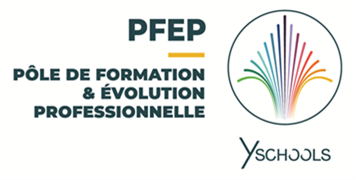 PFEP
PÔLE DE FORMATION
& ÉVOLUTION
PROFESSIONNELLE
YSCHOOLS